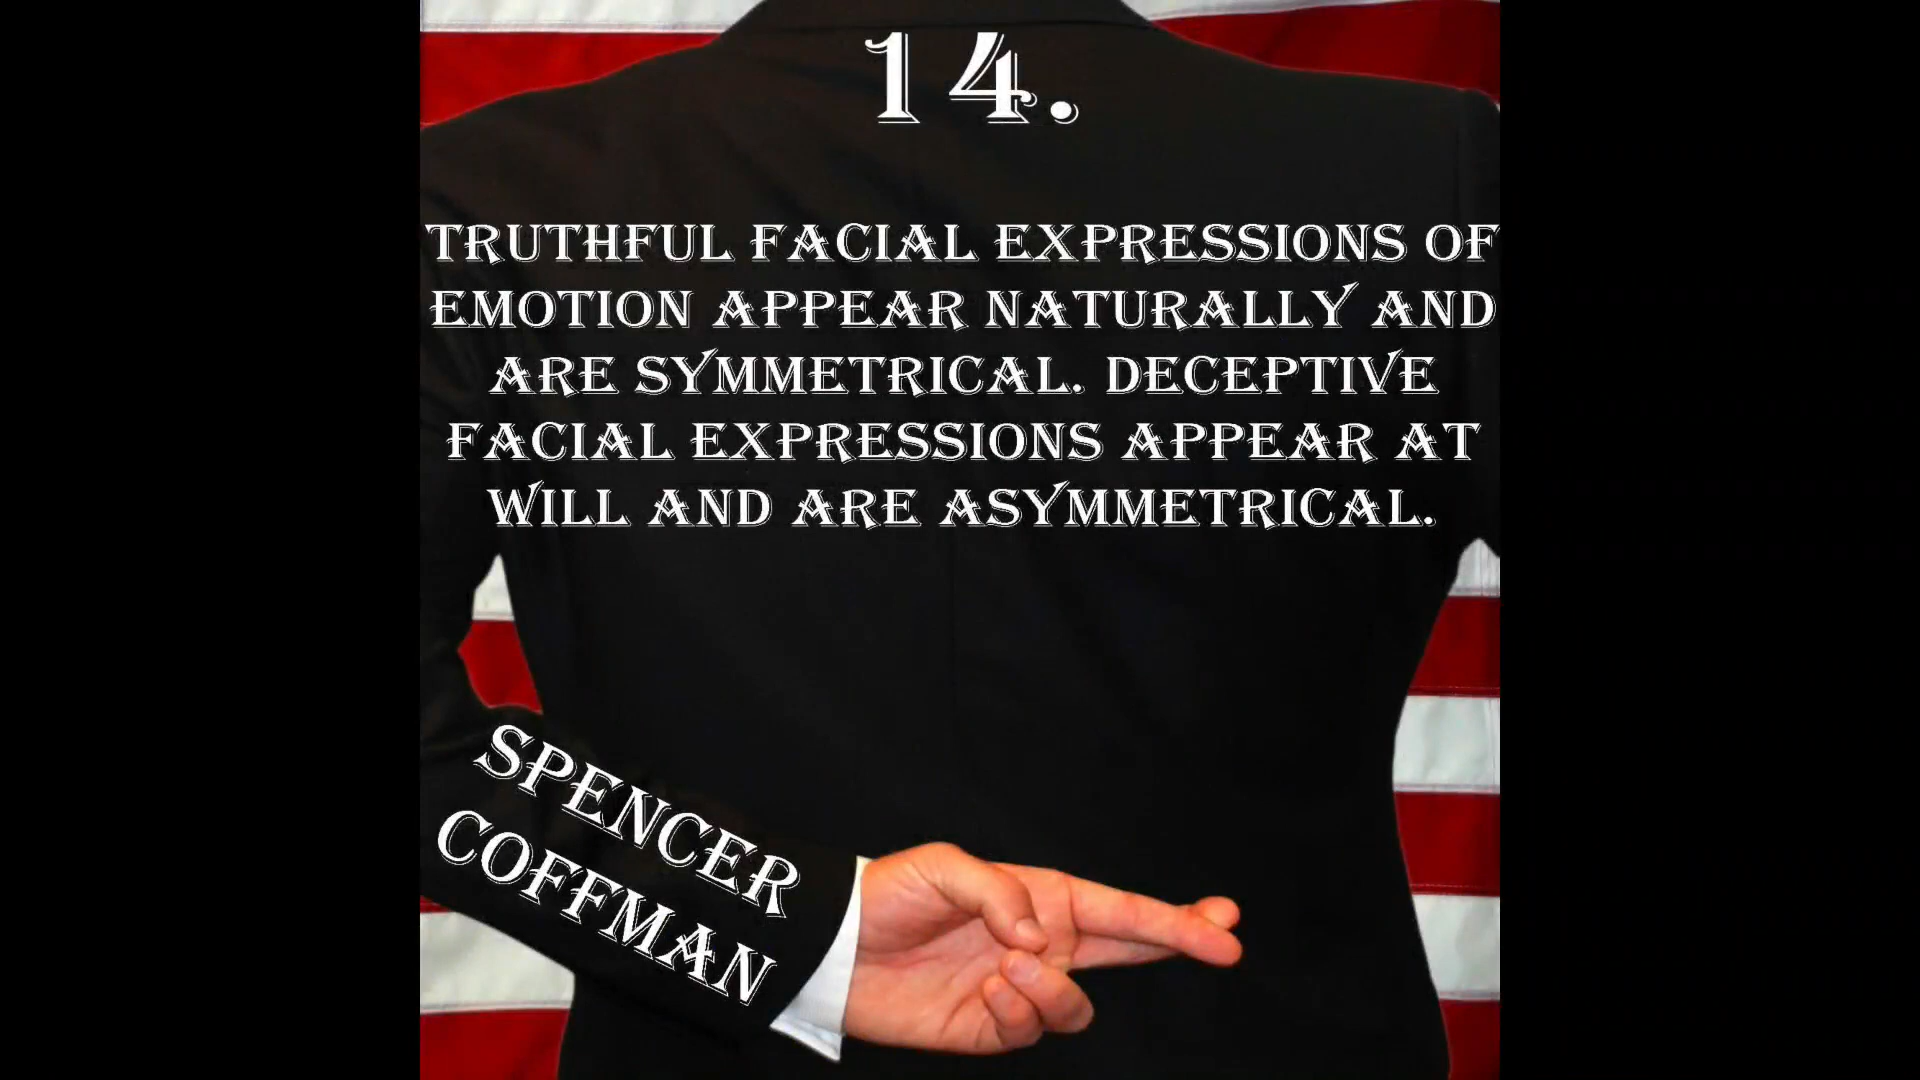 14.
TRUTHFUL FACIAL EXPRESSIONS OF
EMOTION APPEAR NATURALLY AND
ARE SYMMETRICAL. DECEPTIVE
FACIAL EXPRESSIONS APPEAR AT
WILL AND ARE ASYMMETRICAL.
SPENCER
COFFMAN